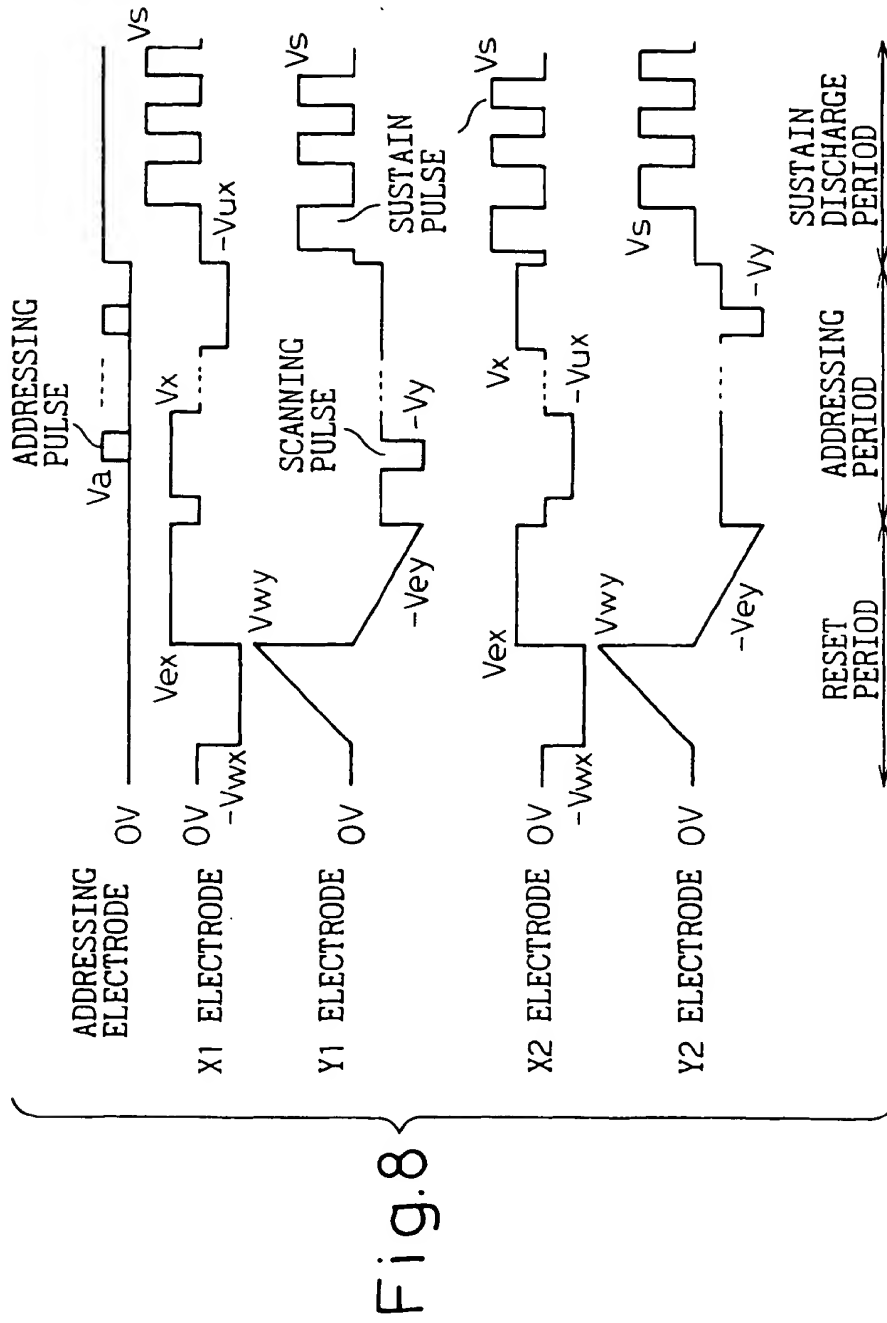 Fig.8
ADDRESSING
ELECTRODE
0V
Va
ADDRESSING
PULSE
X1 ELECTRODE
0V
-Vwx
Vex
Vx
-Vux
Vs
Y1 ELECTRODE
0V
Vwy
-Vey
SCANNING
PULSE
-Vy
Vs
SUSTAIN
PULSE
X2 ELECTRODE
0V
-Vwx
Vex
-Vux
Vx
Vs
Y2 ELECTRODE
0V
Vwy
-Vey
-Vy
Vs
RESET
PERIOD
ADDRESSING
PERIOD
SUSTAIN
DISCHARGE
PERIOD